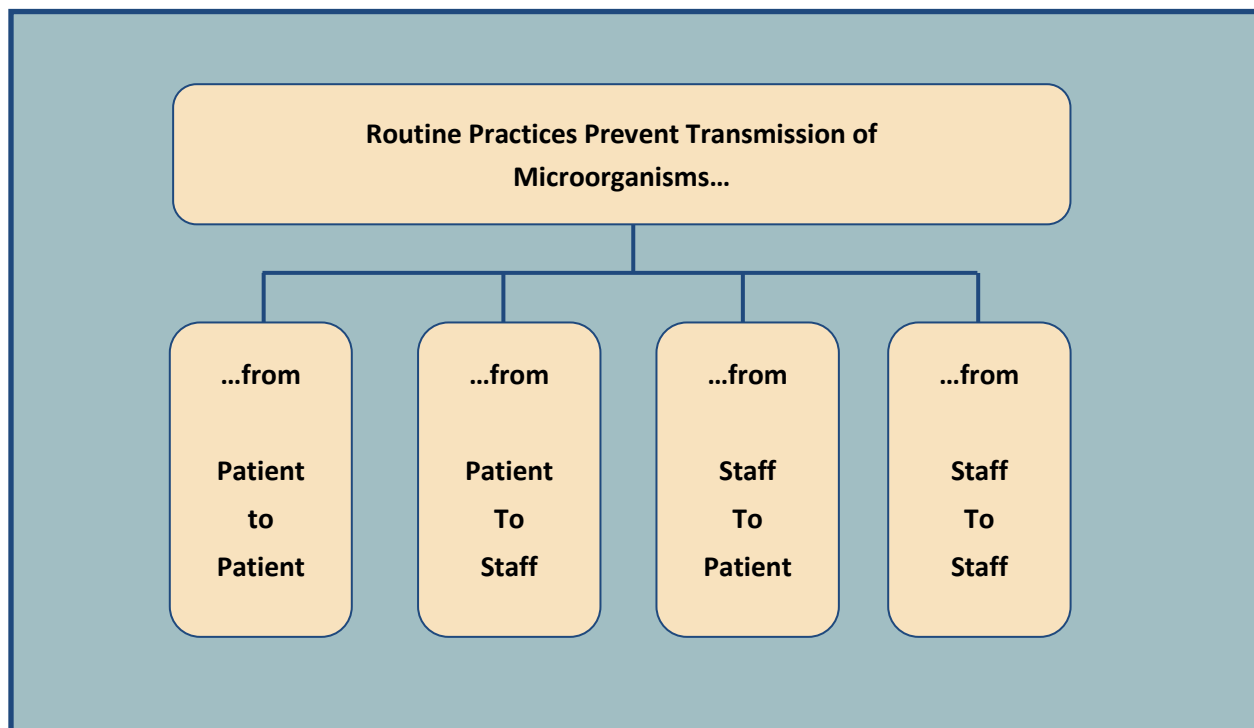 Routine Practices Prevent Transmission of
Microorganisms…
…from
Patient
to
Patient
…from
Patient
To
Staff
…from
Staff
To
Patient
…from
Staff
To
Staff